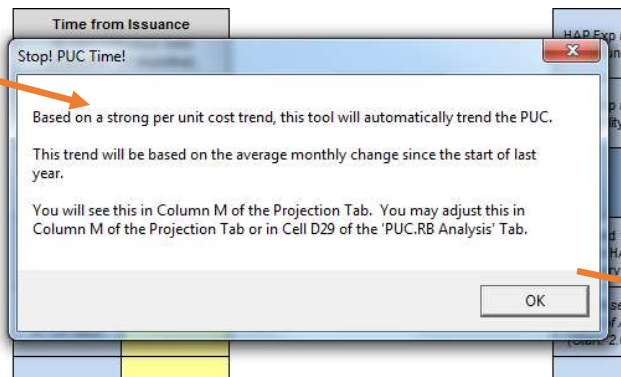 Time from Issuance
HAP Exp
Stop! PUC Time!
Based on a strong per unit cost trend, this tool will automatically trend the PUC.
This trend will be based on the average monthly change since the start of last
year.
You will see this in Column M of the Projection Tab. You may adjust this in
Column M of the Projection Tab or in Cell D29 of the 'PUC.RB Analysis' Tab.
OK